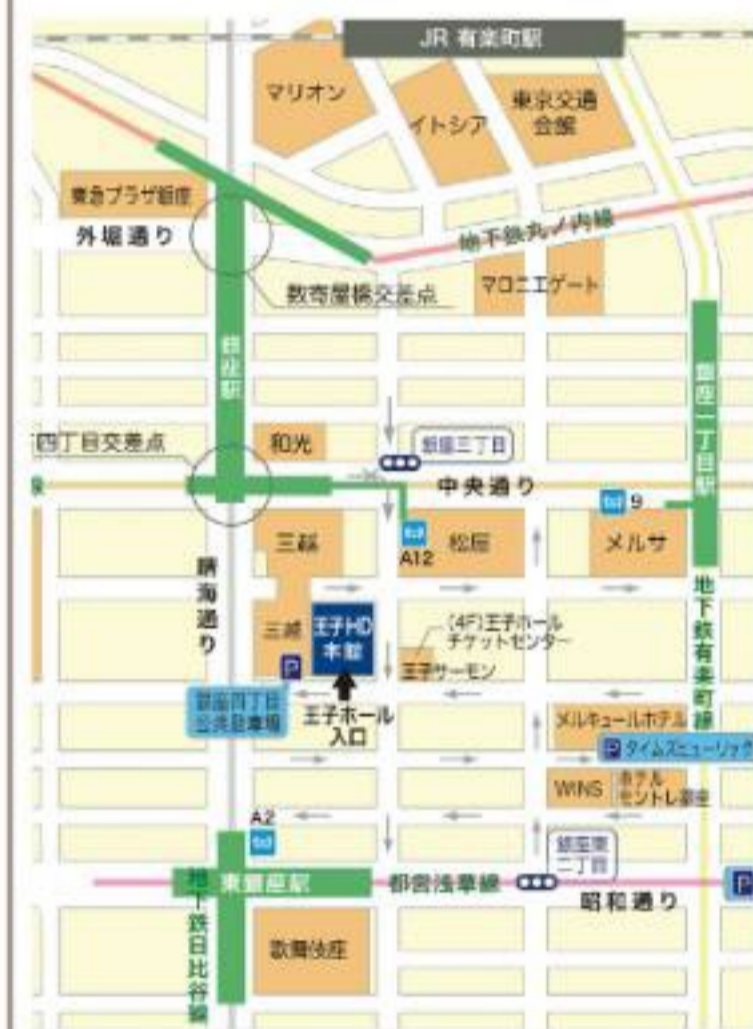 JR 有楽町駅
マリオン
イトシア
東京交通
会館
東急プラザ銀座
外堀通り
地下鉄丸ノ内線
数寄屋橋交差点
マロニエゲート
銀座駅
銀座一丁目駅
四丁目交差点
和光
銀座三丁目
中央通り
9
三越
A12
松屋
メルサ
晴海通り
地下鉄有楽町線
三越
王子HD
本館
(4F)王子ホール
チケットセンター
王子サーモン
P
銀座四丁目
公共駐車場
王子ホール
入口
メルキュールホテル
P タイムズビューリック
WINS
ホテル
セントレ銀座
A2
銀座東
二丁目
東銀座駅
都営浅草線
昭和通り
P
地下鉄日比谷線
歌舞伎座